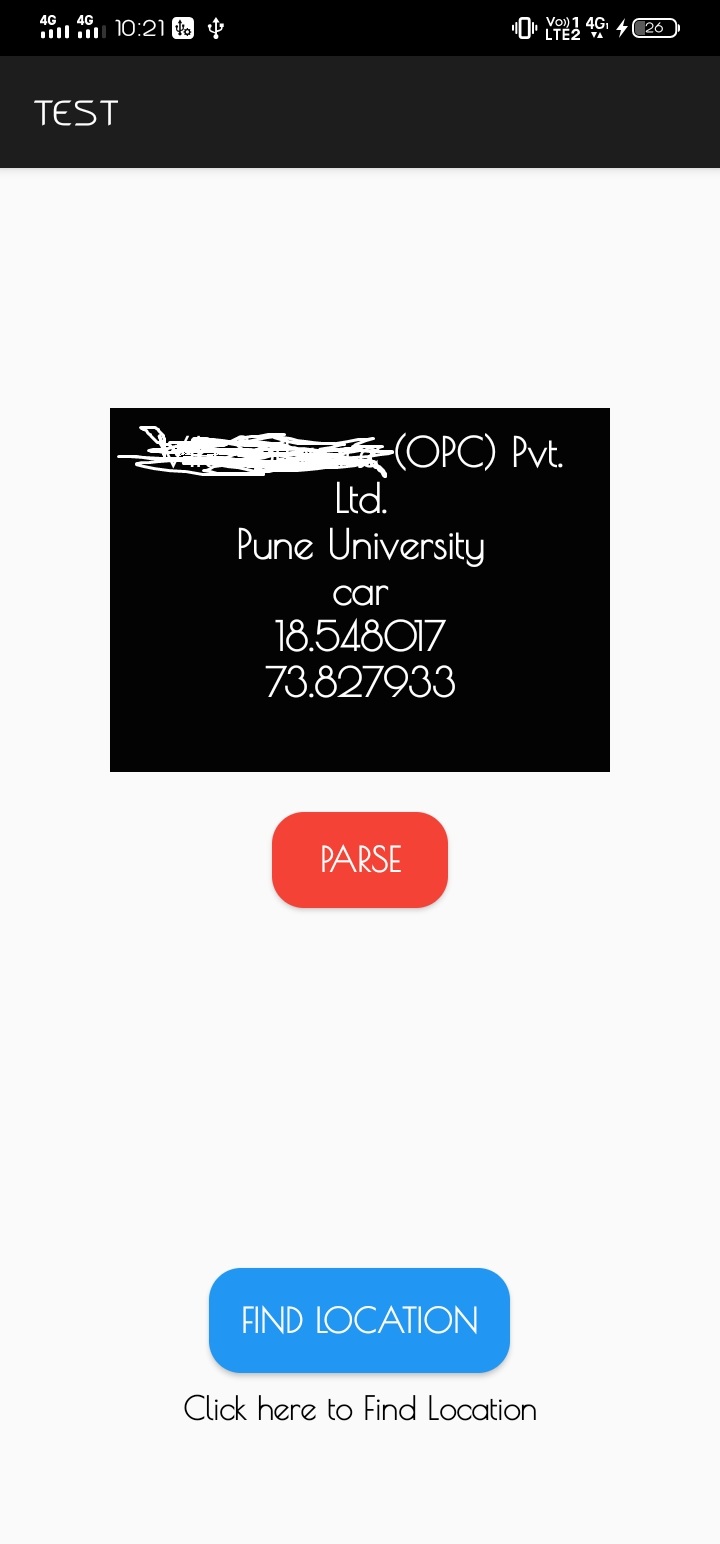 4G 4G 10:21 Vo)) 1 LTE2 4G 26
TEST
(OPC) Pvt.
Ltd.
Pune University
car
18.548017
73.827933
PARSE
FIND LOCATION
Click here to Find Location